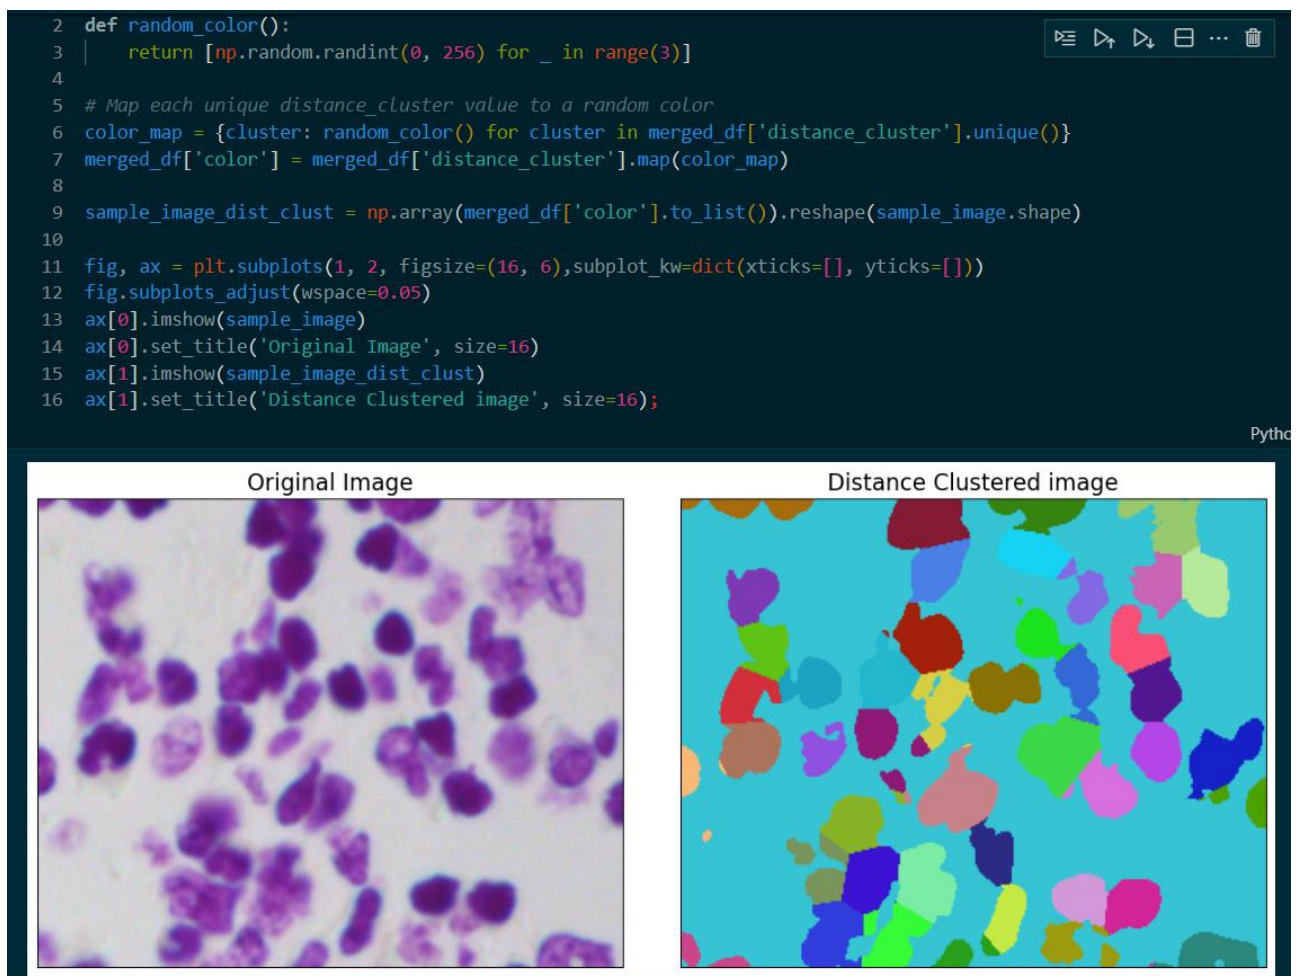 2 def random_color():
3     return [np.random.randint(0, 256) for _ in range(3)]
4
5 # Map each unique distance_cluster value to a random color
6 color_map = {cluster: random_color() for cluster in merged_df['distance_cluster'].unique()}
7 merged_df['color'] = merged_df['distance_cluster'].map(color_map)
8
9 sample_image_dist_clust = np.array(merged_df['color'].to_list()).reshape(sample_image.shape)
10
11 fig, ax = plt.subplots(1, 2, figsize=(16, 6),subplot_kw=dict(xticks=[], yticks=[]))
12 fig.subplots_adjust(wspace=0.05)
13 ax[0].imshow(sample_image)
14 ax[0].set_title('Original Image', size=16)
15 ax[1].imshow(sample_image_dist_clust)
16 ax[1].set_title('Distance Clustered image', size=16);
Pytho
Original Image
Distance Clustered image